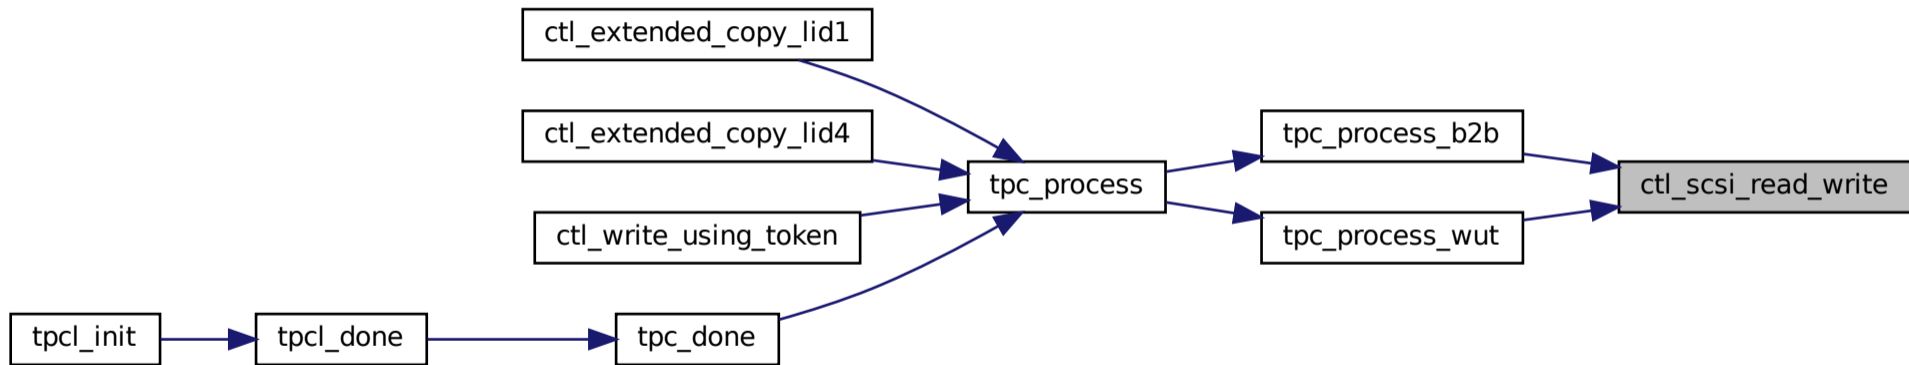 ctl_extended_copy_lid1
ctl_extended_copy_lid4
tpc_process_b2b
tpc_process
ctl_scsi_read_write
ctl_write_using_token
tpc_process_wut
tpcl_init
tpcl_done
tpc_done